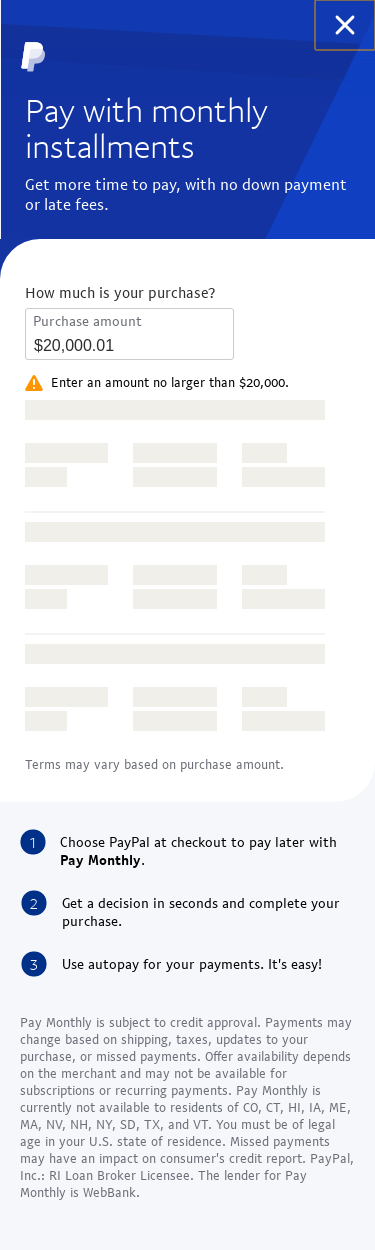 Pay with monthly
installments
Get more time to pay, with no down payment
or late fees.
How much is your purchase?
Purchase amount
$20,000.01
Enter an amount no larger than $20,000.
Terms may vary based on purchase amount.
1 Choose PayPal at checkout to pay later with
Pay Monthly.
2 Get a decision in seconds and complete your
purchase.
3 Use autopay for your payments. It's easy!
Pay Monthly is subject to credit approval. Payments may
change based on shipping, taxes, updates to your
purchase, or missed payments. Offer availability depends
on the merchant and may not be available for
subscriptions or recurring payments. Pay Monthly is
currently not available to residents of CO, CT, HI, IA, ME,
MA, NV, NH, NY, SD, TX, and VT. You must be of legal
age in your U.S. state of residence. Missed payments
may have an impact on consumer's credit report. PayPal,
Inc.: RI Loan Broker Licensee. The lender for Pay
Monthly is WebBank.